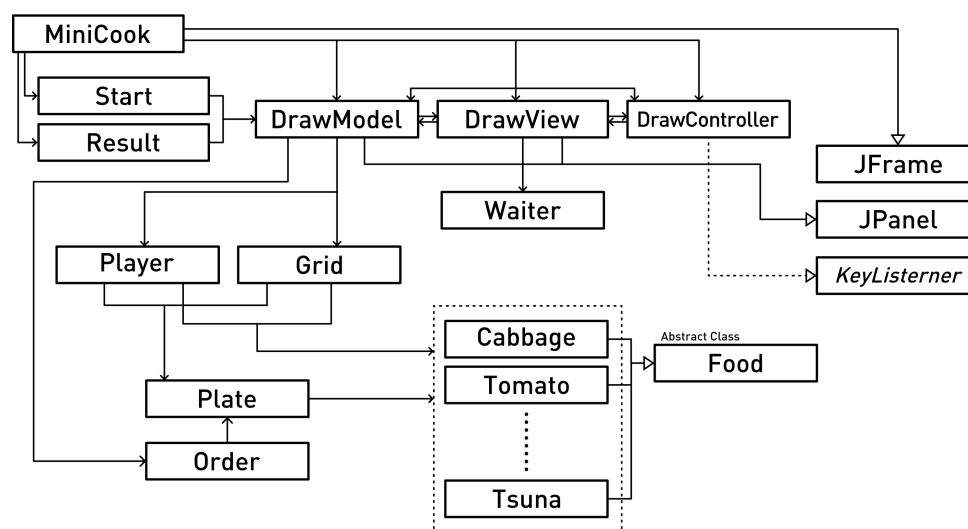 MiniCook
Start
Result
DrawModel
DrawView
DrawController
JFrame
JPanel
KeyListerner
Waiter
Player
Grid
Cabbage
Tomato
Tsuna
Abstract Class
Food
Plate
Order